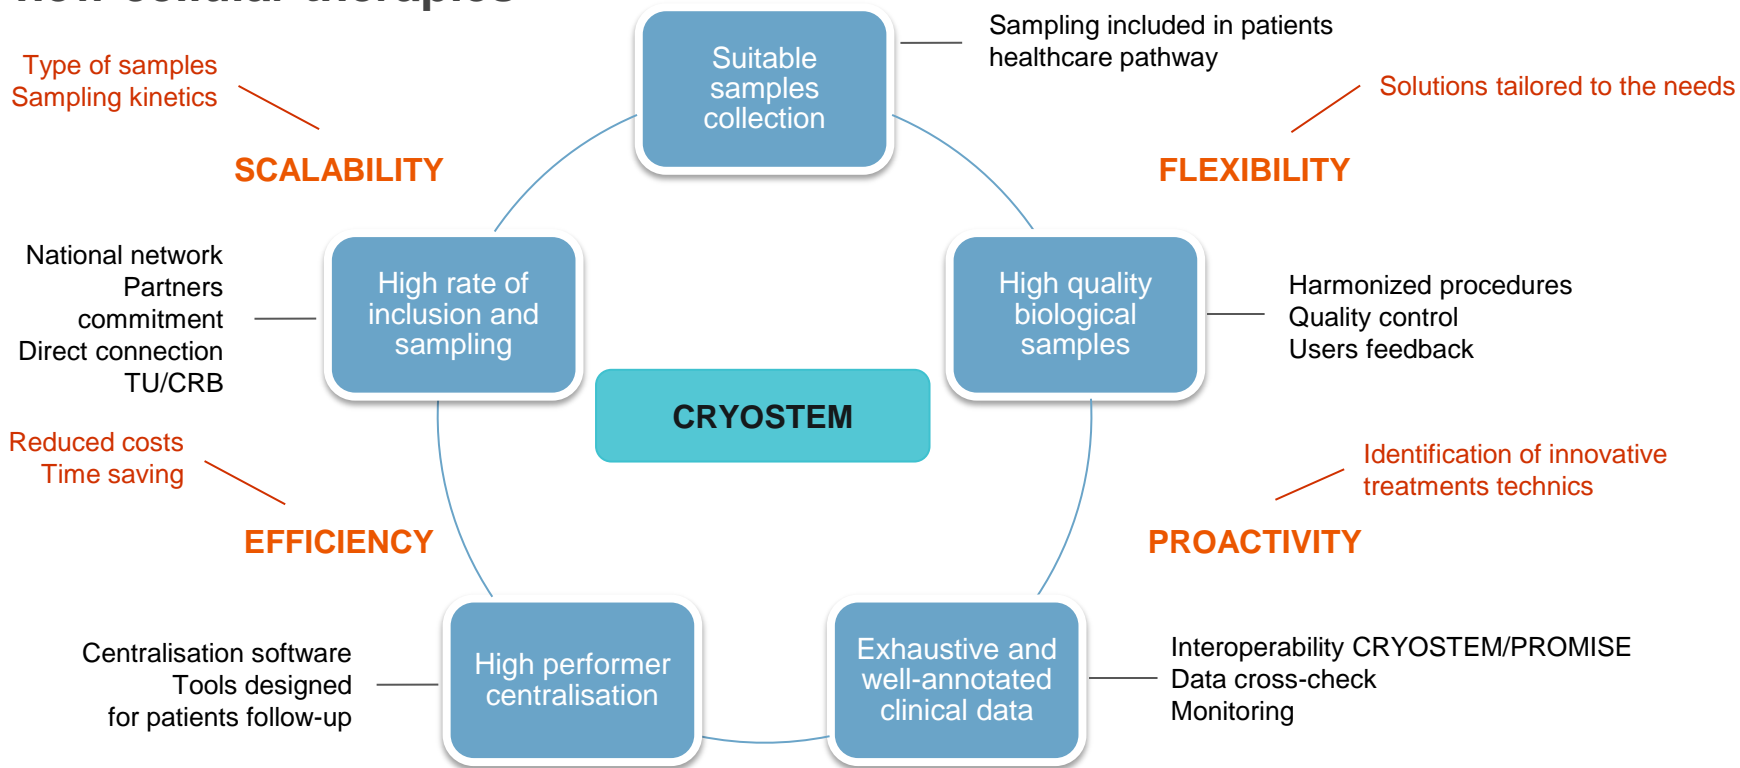 new cellular therapies
Type of samples
Sampling kinetics
SCALABILITY
Suitable
samples
collection
Sampling included in patients
healthcare pathway
Solutions tailored to the needs
FLEXIBILITY
National network
Partners
commitment
Direct connection
TU/CRB
High rate of
inclusion and
sampling
High quality
biological
samples
Harmonized procedures
Quality control
Users feedback
CRYOSTEM
Reduced costs
Time saving
EFFICIENCY
Identification of innovative
treatments technics
PROACTIVITY
Centralisation software
Tools designed
for patients follow-up
High performer
centralisation
Exhaustive and
well-annotated
clinical data
Interoperability CRYOSTEM/PROMISE
Data cross-check
Monitoring